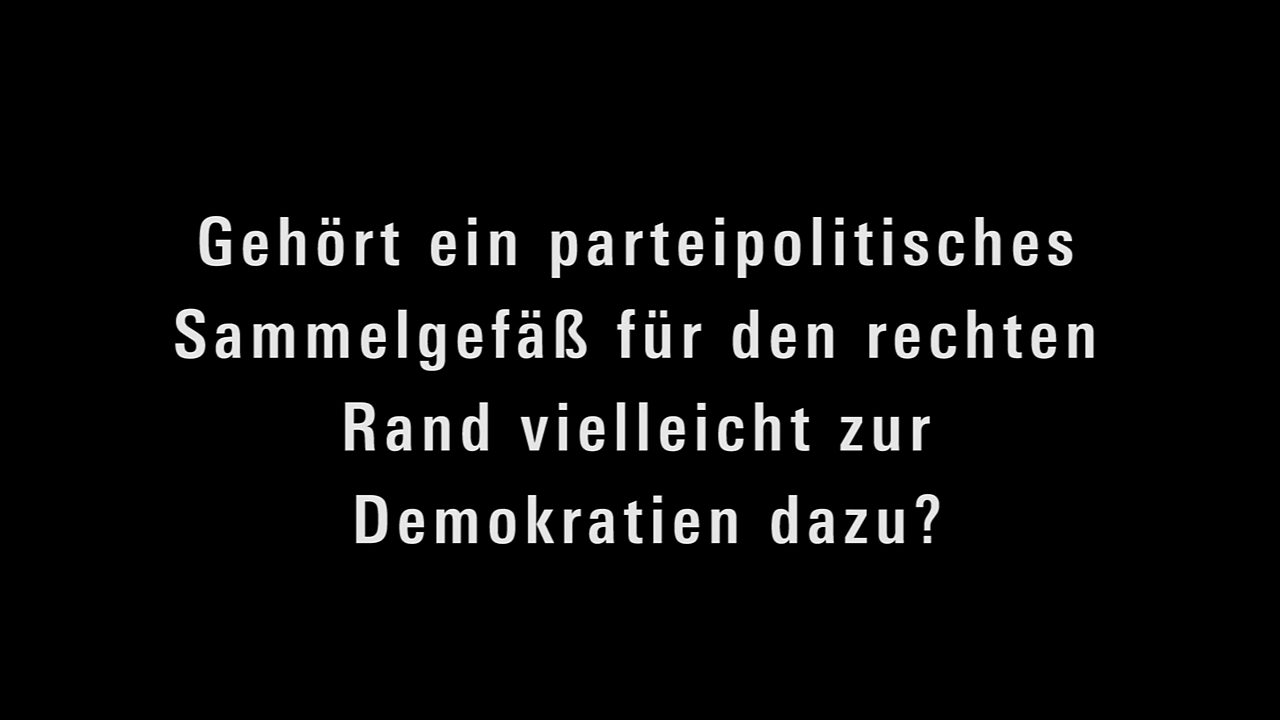 Gehört ein parteipolitisches
Sammelgefäß für den rechten
Rand vielleicht zur
Demokratien dazu?